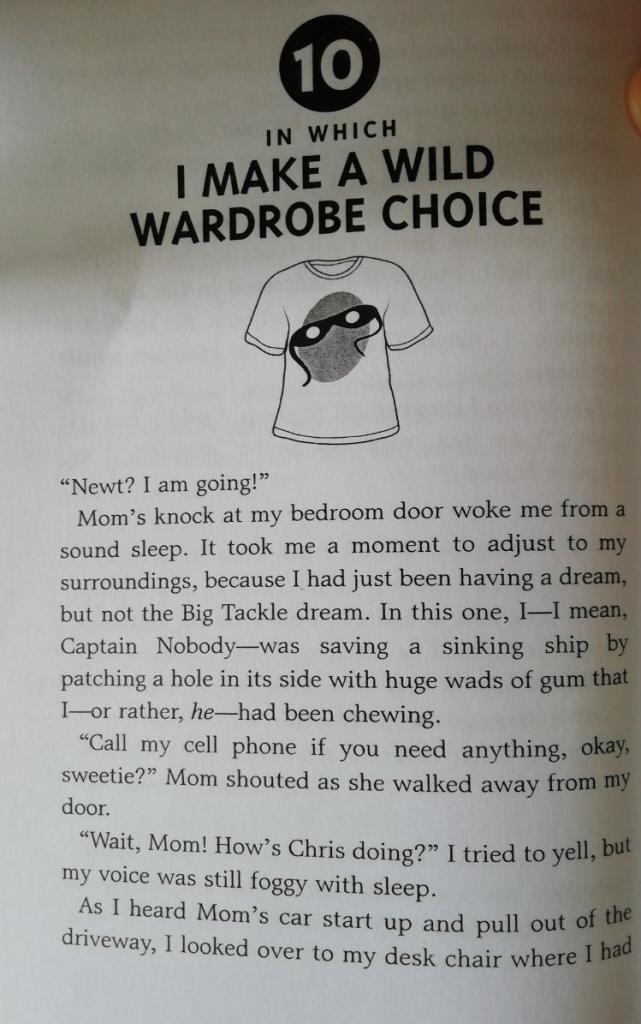 10
IN WHICH
I MAKE A WILD
WARDROBE CHOICE
“Newt? I am going!”
Mom’s knock at my bedroom door woke me from a
sound sleep. It took me a moment to adjust to my
surroundings, because I had just been having a dream,
but not the Big Tackle dream. In this one, I—I mean,
Captain Nobody—was saving a sinking ship by
patching a hole in its side with huge wads of gum that
I—or rather, he—had been chewing.
“Call my cell phone if you need anything, okay,
sweetie?” Mom shouted as she walked away from my
door.
“Wait, Mom! How’s Chris doing?” I tried to yell, but
my voice was still foggy with sleep.
As I heard Mom’s car start up and pull out of the
driveway, I looked over to my desk chair where I had